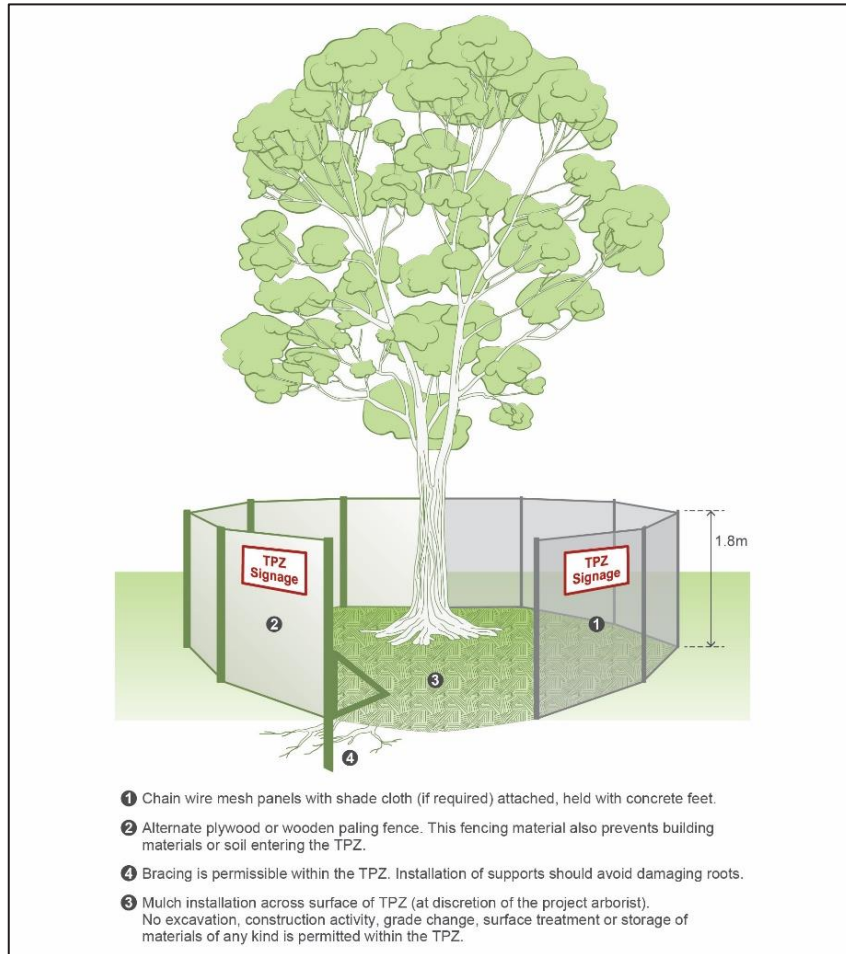 1.8m
TPZ
Signage
TPZ
Signage
2
1
3
4
1 Chain wire mesh panels with shade cloth (if required) attached, held with concrete feet.
2 Alternate plywood or wooden paling fence. This fencing material also prevents building
materials or soil entering the TPZ.
4 Bracing is permissible within the TPZ. Installation of supports should avoid damaging roots.
3 Mulch installation across surface of TPZ (at discretion of the project arborist).
No excavation, construction activity, grade change, surface treatment or storage of
materials of any kind is permitted within the TPZ.